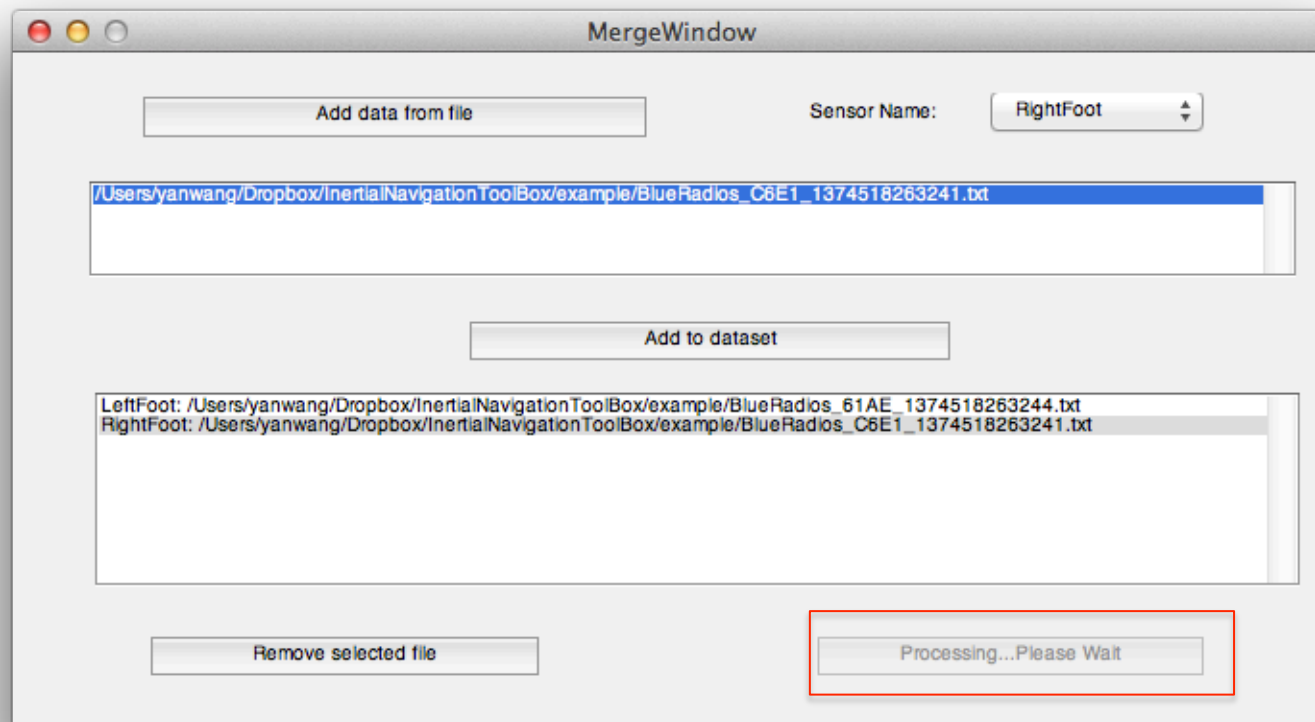 MergeWindow
Add data from file
Sensor Name:
RightFoot
/Users/yanwang/Dropbox/InertialNavigationToolBox/example/BlueRadios_C6E1_1374518263241.txt
Add to dataset
LeftFoot: /Users/yanwang/Dropbox/InertialNavigationToolBox/example/BlueRadios_61AE_1374518263244.txt
RightFoot: /Users/yanwang/Dropbox/InertialNavigationToolBox/example/BlueRadios_C6E1_1374518263241.txt
Remove selected file
Processing...Please Wait